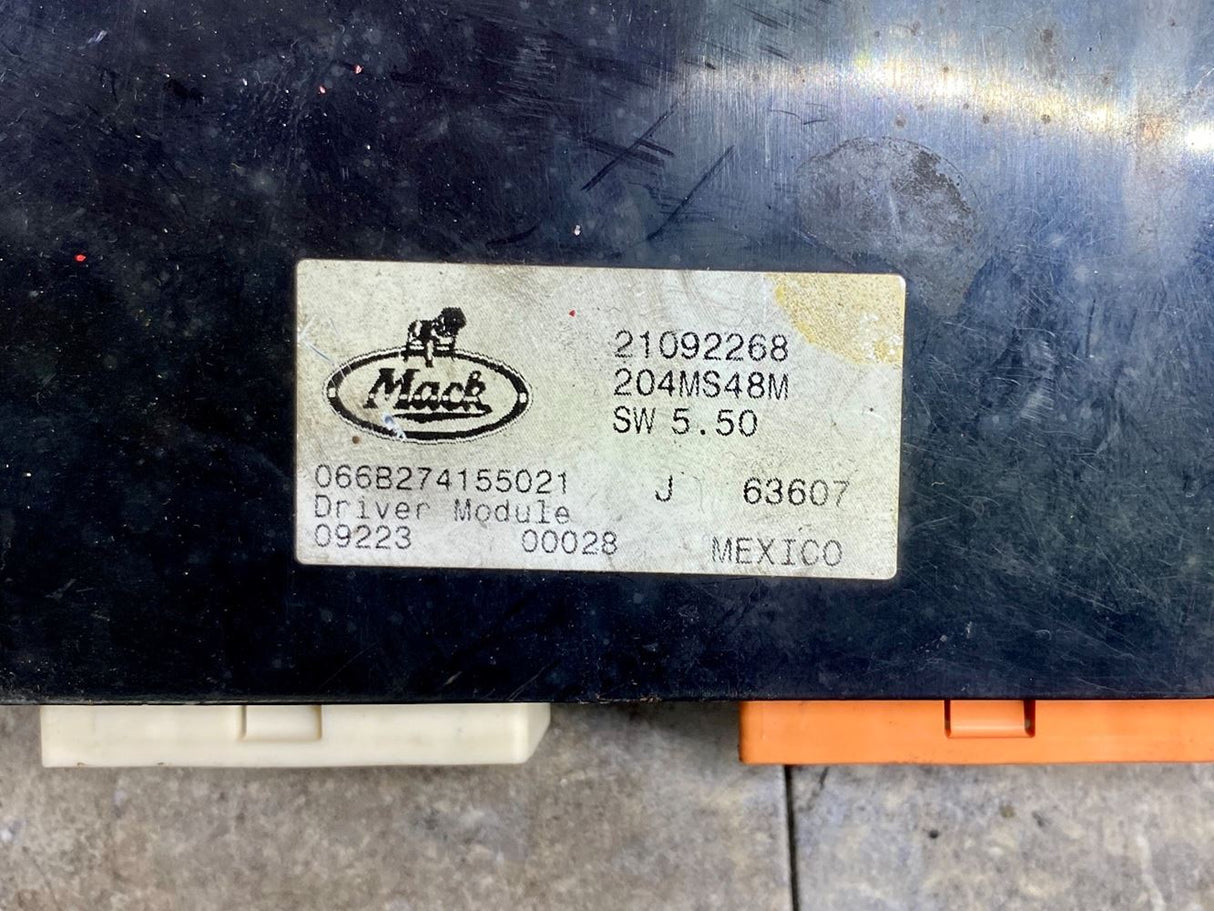 Mack
21092268
204MS48M
SW 5.50
066B274155021 J 63607
Driver Module
09223 00028 MEXICO